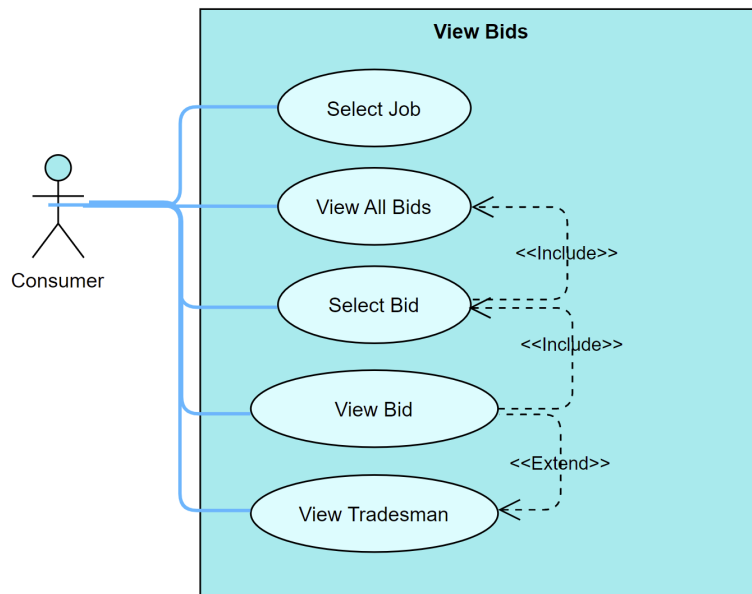 View Bids
Select Job
View All Bids
<<Include>>
Consumer
Select Bid
<<Include>>
View Bid
<<Extend>>
View Tradesman